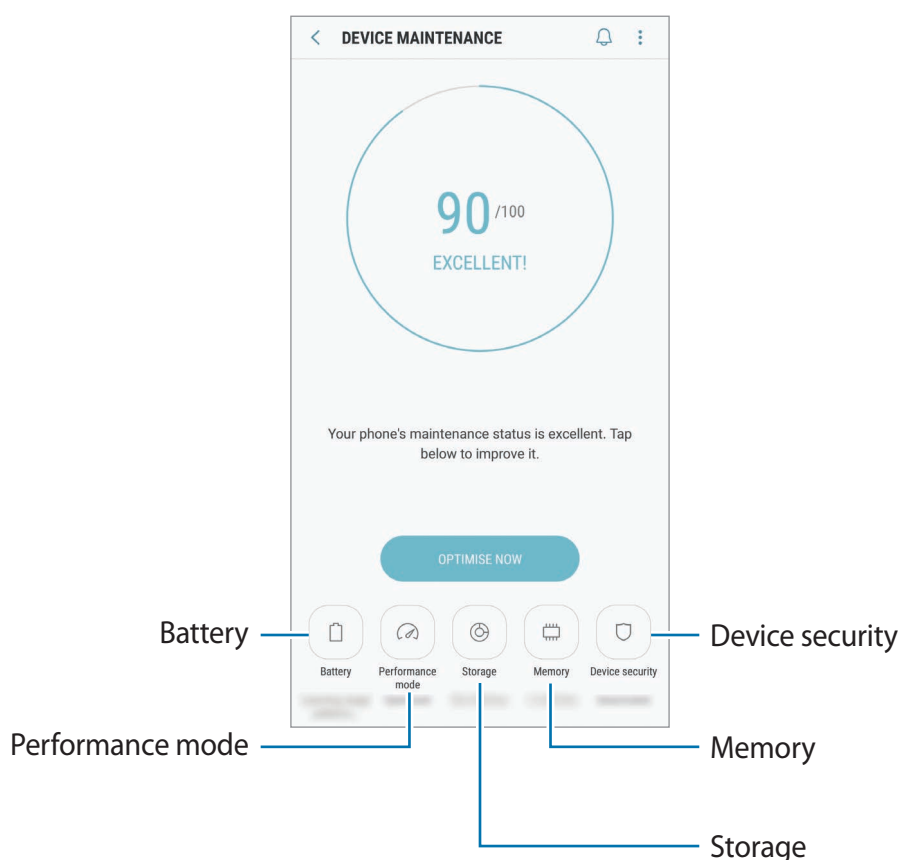 DEVICE MAINTENANCE
90 /100
EXCELLENT!
Your phone's maintenance status is excellent. Tap
below to improve it.
OPTIMISE NOW
Battery
Device security
Battery
Performance
mode
Storage
Memory
Device security
Performance mode
Memory
Storage